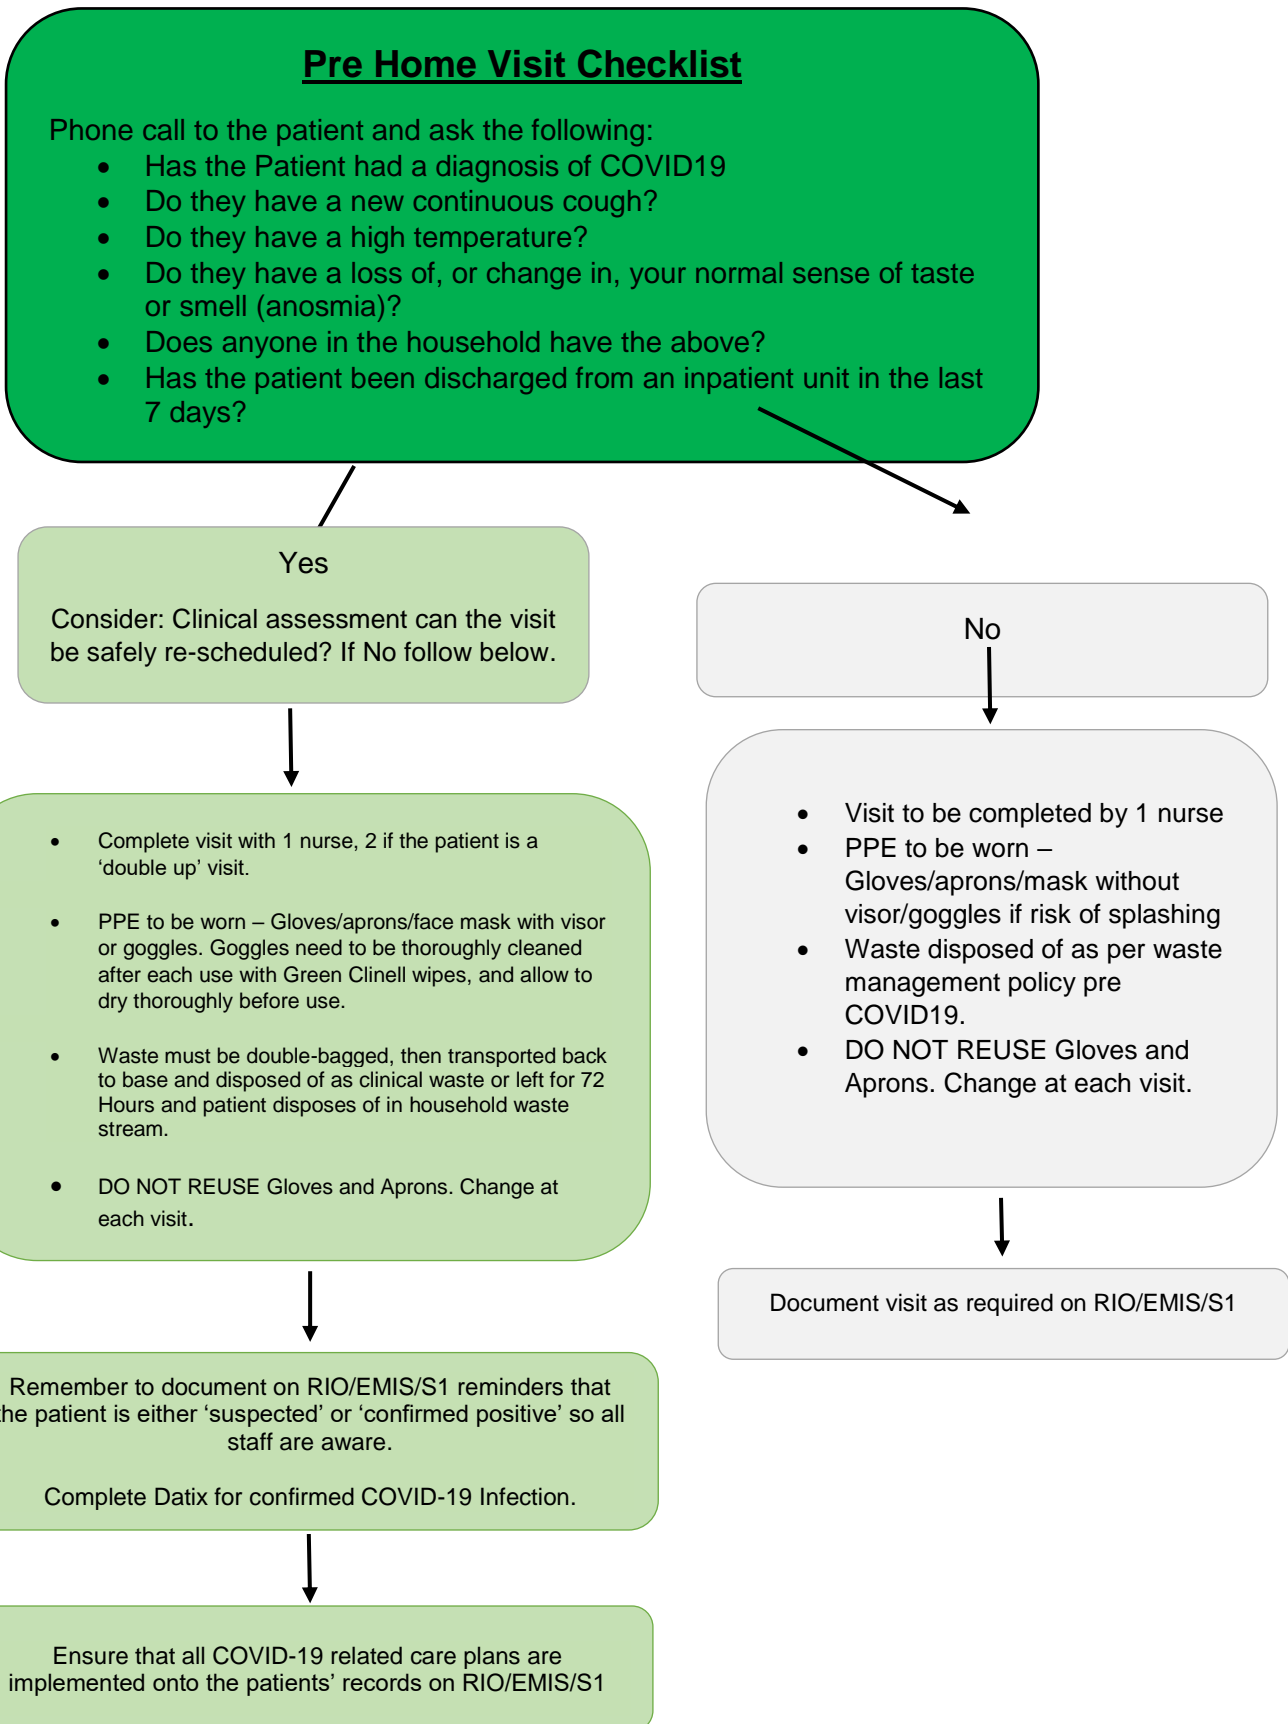 Pre Home Visit Checklist
Phone call to the patient and ask the following:
• Has the Patient had a diagnosis of COVID19
• Do they have a new continuous cough?
• Do they have a high temperature?
• Do they have a loss of, or change in, your normal sense of taste
or smell (anosmia)?
• Does anyone in the household have the above?
• Has the patient been discharged from an inpatient unit in the last
7 days?
Yes
Consider: Clinical assessment can the visit
be safely re-scheduled? If No follow below.
• Complete visit with 1 nurse, 2 if the patient is a
‘double up’ visit.
• PPE to be worn – Gloves/aprons/face mask with visor
or goggles. Goggles need to be thoroughly cleaned
after each use with Green Clinell wipes, and allow to
dry thoroughly before use.
• Waste must be double-bagged, then transported back
to base and disposed of as clinical waste or left for 72
Hours and patient disposes of in household waste
stream.
• DO NOT REUSE Gloves and Aprons. Change at
each visit.
Remember to document on RIO/EMIS/S1 reminders that
the patient is either ‘suspected’ or ‘confirmed positive’ so all
staff are aware.
Complete Datix for confirmed COVID-19 Infection.
Ensure that all COVID-19 related care plans are
implemented onto the patients’ records on RIO/EMIS/S1
No
• Visit to be completed by 1 nurse
• PPE to be worn –
Gloves/aprons/mask without
visor/goggles if risk of splashing
• Waste disposed of as per waste
management policy pre
COVID19.
• DO NOT REUSE Gloves and
Aprons. Change at each visit.
Document visit as required on RIO/EMIS/S1